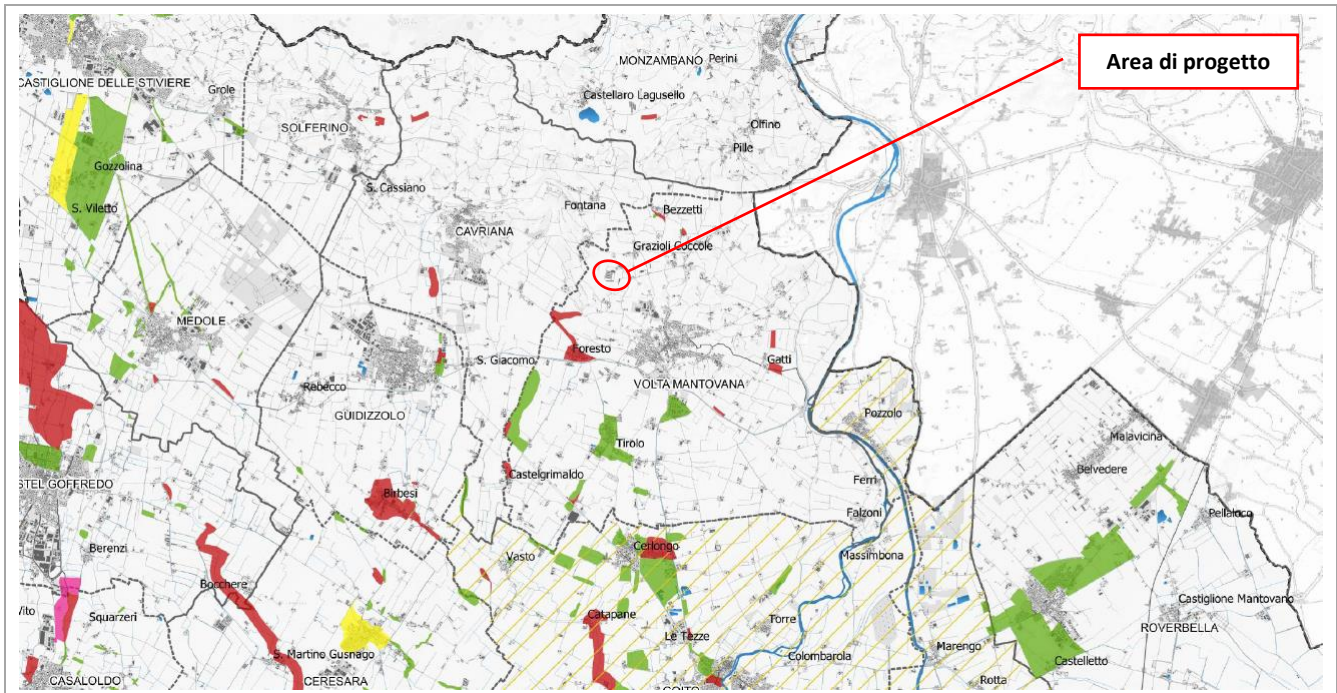 Area di progetto
MONZAMBANO
Perini
CASTIGLIONE DELLE STIVIERE
Grole
Castellaro Lagusello
SOLFERINO
Olfino
Pille
Gozzolina
S. Cassiano
S. Viletto
Fontana
Bezzetti
CAVRIANA
Grazioli Coccole
MEDOLE
Foresto
S. Giacomo
Gatti
Rebecco
VOLTA MANTOVANA
GUIDIZZOLO
Pozzolo
Malavicina
Tirolo
Belvedere
Castelgrimaldo
STEL GOFFREDO
Ferri
Birbesi
Falzoni
Pellaloco
Berenzi
Vasto
Cerlongo
Massimbona
Bocchere
Vito
Squarzeri
Catapane
Castiglione Mantovano
Torre
ROVERBELLA
Le Tezze
S. Martino Gusnago
Colombarola
Marengo
Castelletto
CASALOLDO
CERESARA
Rotta
GOITO